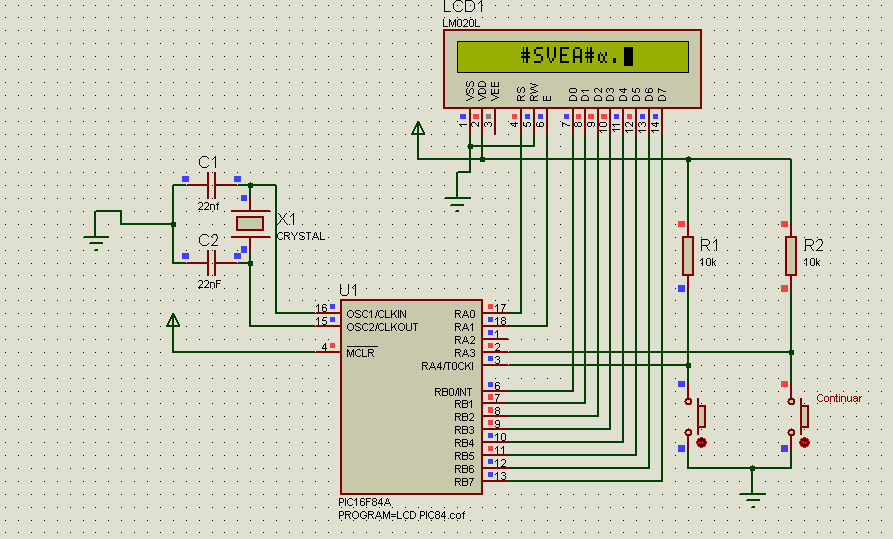 LCD1
LM020L
#SVEA#α.
VSS VDD VEE RS RW E D0 D1 D2 D3 D4 D5 D6 D7
1 2 3 4 5 6 7 8 9 10 11 12 13 14
C1
22nf
X1
CRYSTAL
C2
22nF
R1
10k
R2
10k
U1
16 OSC1/CLKIN RA0 17
15 OSC2/CLKOUT RA1 18
RA2 1
4 MCLR RA3 2
RA4/T0CKI 3
RB0/INT 6
RB1 7
RB2 8
RB3 9
RB4 10
RB5 11
RB6 12
RB7 13
Continuar
PIC16F84A
PROGRAM=LCD PIC84.cof